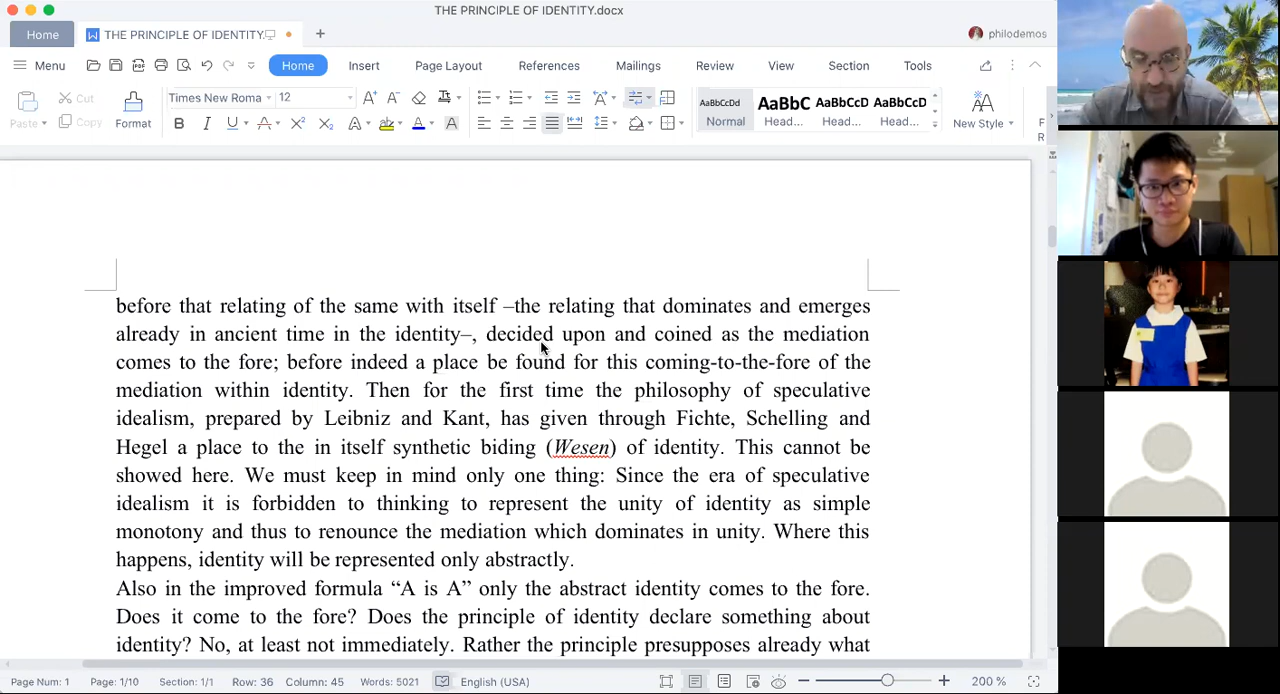 THE PRINCIPLE OF IDENTITY.docx
Home
THE PRINCIPLE OF IDENTITY.
philodemos
Menu
Home
Insert
Page Layout
References
Mailings
Review
View
Section
Tools
Paste
Cut
Copy
Format
Times New Roma
12
AaBbCcDd
Normal
AaBbC
Head...
AaBbCcD
Head...
AaBbCcD
Head...
New Style
F
R
before that relating of the same with itself –the relating that dominates and emerges
already in ancient time in the identity–, decided upon and coined as the mediation
comes to the fore; before indeed a place be found for this coming-to-the-fore of the
mediation within identity. Then for the first time the philosophy of speculative
idealism, prepared by Leibniz and Kant, has given through Fichte, Schelling and
Hegel a place to the in itself synthetic biding (Wesen) of identity. This cannot be
showed here. We must keep in mind only one thing: Since the era of speculative
idealism it is forbidden to thinking to represent the unity of identity as simple
monotony and thus to renounce the mediation which dominates in unity. Where this
happens, identity will be represented only abstractly.
Also in the improved formula “A is A” only the abstract identity comes to the fore.
Does it come to the fore? Does the principle of identity declare something about
identity? No, at least not immediately. Rather the principle presupposes already what
Page Num: 1
Page: 1/10
Section: 1/1
Row: 36
Column: 45
Words: 5021
English (USA)
200 %